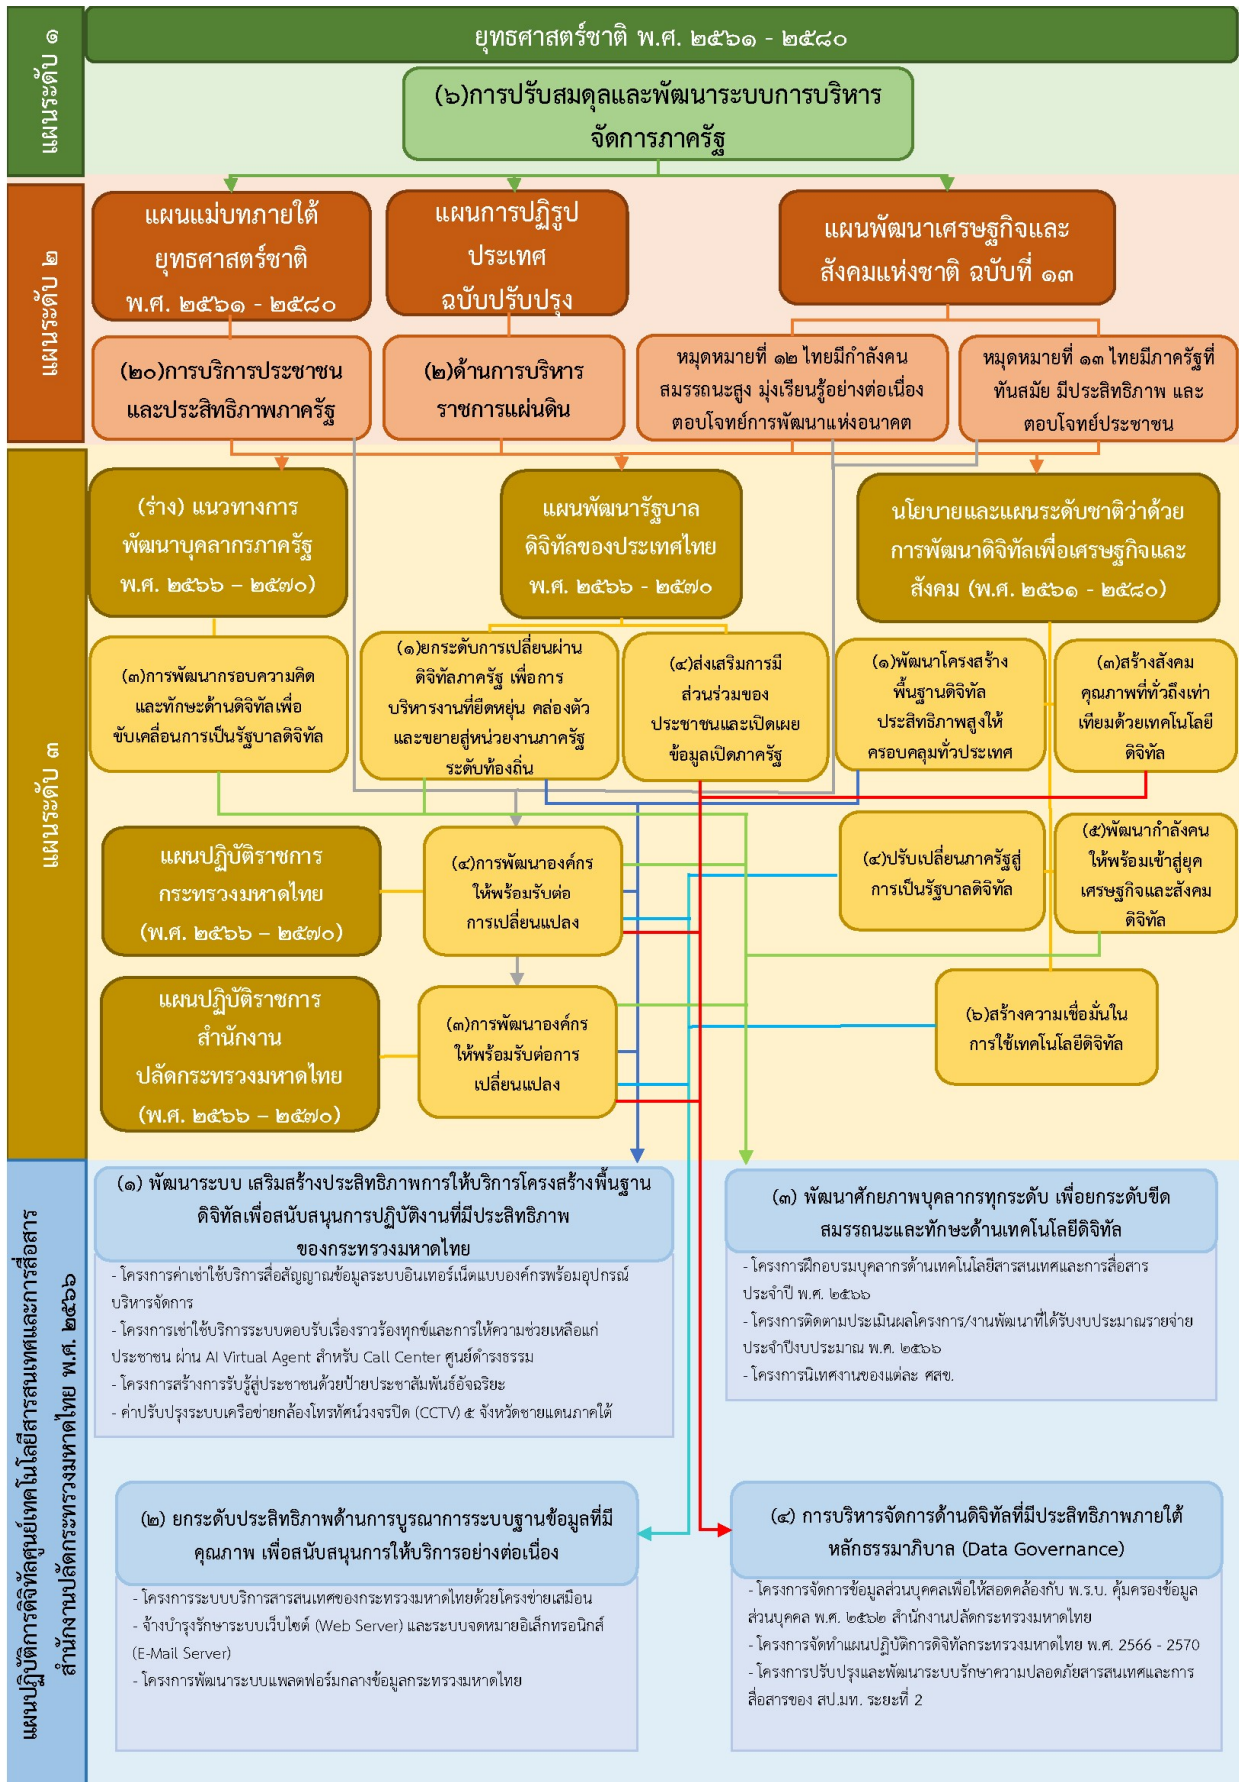 แผนระดับ ๑
ยุทธศาสตร์ชาติ พ.ศ. ๒๕๖๑ - ๒๕๘๐
(๖)การปรับสมดุลและพัฒนาระบบการบริหาร
จัดการภาครัฐ
แผนระดับ ๒
แผนแม่บทภายใต้
ยุทธศาสตร์ชาติ
พ.ศ. ๒๕๖๑ - ๒๕๘๐
แผนการปฏิรูป
ประเทศ
ฉบับปรับปรุง
แผนพัฒนาเศรษฐกิจและ
สังคมแห่งชาติ ฉบับที่ ๑๓
(๒๐)การบริการประชาชน
และประสิทธิภาพภาครัฐ
(๒)ด้านการบริหาร
ราชการแผ่นดิน
หมุดหมายที่ ๑๒ ไทยมีกำลังคน
สมรรถนะสูง มุ่งเรียนรู้อย่างต่อเนื่อง
ตอบโจทย์การพัฒนาแห่งอนาคต
หมุดหมายที่ ๑๓ ไทยมีภาครัฐที่
ทันสมัย มีประสิทธิภาพ และ
ตอบโจทย์ประชาชน
แผนระดับ ๓
(ร่าง) แนวทางการ
พัฒนาบุคลากรภาครัฐ
พ.ศ. ๒๕๖๖ – ๒๕๗๐)
แผนพัฒนารัฐบาล
ดิจิทัลของประเทศไทย
พ.ศ. ๒๕๖๖ - ๒๕๗๐
นโยบายและแผนระดับชาติว่าด้วย
การพัฒนาดิจิทัลเพื่อเศรษฐกิจและ
สังคม (พ.ศ. ๒๕๖๑ - ๒๕๘๐)
(๓)การพัฒนากรอบความคิด
และทักษะด้านดิจิทัลเพื่อ
ขับเคลื่อนการเป็นรัฐบาลดิจิทัล
(๑)ยกระดับการเปลี่ยนผ่าน
ดิจิทัลภาครัฐ เพื่อการ
บริหารงานที่ยืดหยุ่น คล่องตัว
และขยายสู่หน่วยงานภาครัฐ
ระดับท้องถิ่น
(๔)ส่งเสริมการมี
ส่วนร่วมของ
ประชาชนและเปิดเผย
ข้อมูลเปิดภาครัฐ
(๑)พัฒนาโครงสร้าง
พื้นฐานดิจิทัล
ประสิทธิภาพสูงให้
ครอบคลุมทั่วประเทศ
(๓)สร้างสังคม
คุณภาพที่ทั่วถึงเท่า
เทียมด้วยเทคโนโลยี
ดิจิทัล
แผนปฏิบัติราชการ
กระทรวงมหาดไทย
(พ.ศ. ๒๕๖๖ – ๒๕๗๐)
(๔)การพัฒนาองค์กร
ให้พร้อมรับต่อ
การเปลี่ยนแปลง
(๔)ปรับเปลี่ยนภาครัฐสู่
การเป็นรัฐบาลดิจิทัล
(๕)พัฒนากำลังคน
ให้พร้อมเข้าสู่ยุค
เศรษฐกิจและสังคม
ดิจิทัล
แผนปฏิบัติราชการ
สำนักงาน
ปลัดกระทรวงมหาดไทย
(พ.ศ. ๒๕๖๖ – ๒๕๗๐)
(๓)การพัฒนาองค์กร
ให้พร้อมรับต่อการ
เปลี่ยนแปลง
(๖)สร้างความเชื่อมั่นใน
การใช้เทคโนโลยีดิจิทัล
แผนปฏิบัติการดิจิทัลศูนย์เทคโนโลยีสารสนเทศและการสื่อสาร
สำนักงานปลัดกระทรวงมหาดไทย พ.ศ. ๒๕๖๖
(๑) พัฒนาระบบ เสริมสร้างประสิทธิภาพการให้บริการโครงสร้างพื้นฐาน
ดิจิทัลเพื่อสนับสนุนการปฏิบัติงานที่มีประสิทธิภาพ
ของกระทรวงมหาดไทย
- โครงการค่าเช่าใช้บริการสื่อสัญญาณข้อมูลระบบอินเทอร์เน็ตแบบองค์กรพร้อมอุปกรณ์
บริหารจัดการ
- โครงการเช่าใช้บริการระบบตอบรับเรื่องราวร้องทุกข์และการให้ความช่วยเหลือแก่
ประชาชน ผ่าน AI Virtual Agent สำหรับ Call Center ศูนย์ดำรงธรรม
- โครงการสร้างการรับรู้สู่ประชาชนด้วยป้ายประชาสัมพันธ์อัจฉริยะ
- ค่าปรับปรุงระบบเครือข่ายกล้องโทรทัศน์วงจรปิด (CCTV) ๕ จังหวัดชายแดนภาคใต้
(๓) พัฒนาศักยภาพบุคลากรทุกระดับ เพื่อยกระดับขีด
สมรรถนะและทักษะด้านเทคโนโลยีดิจิทัล
- โครงการฝึกอบรมบุคลากรด้านเทคโนโลยีสารสนเทศและการสื่อสาร
ประจำปี พ.ศ. ๒๕๖๖
- โครงการติดตามประเมินผลโครงการ/งานพัฒนาที่ได้รับงบประมาณรายจ่าย
ประจำปีงบประมาณ พ.ศ. ๒๕๖๖
- โครงการนิเทศงานของแต่ละ ศสข.
(๒) ยกระดับประสิทธิภาพด้านการบูรณาการระบบฐานข้อมูลที่มี
คุณภาพ เพื่อสนับสนุนการให้บริการอย่างต่อเนื่อง
- โครงการระบบบริการสารสนเทศของกระทรวงมหาดไทยด้วยโครงข่ายเสมือน
- จ้างบำรุงรักษาระบบเว็บไซต์ (Web Server) และระบบจดหมายอิเล็กทรอนิกส์
(E-Mail Server)
- โครงการพัฒนาระบบแพลตฟอร์มกลางข้อมูลกระทรวงมหาดไทย
(๔) การบริหารจัดการด้านดิจิทัลที่มีประสิทธิภาพภายใต้
หลักธรรมาภิบาล (Data Governance)
- โครงการจัดการข้อมูลส่วนบุคคลเพื่อให้สอดคล้องกับ พ.ร.บ. คุ้มครองข้อมูล
ส่วนบุคคล พ.ศ. ๒๕๖๒ สำนักงานปลัดกระทรวงมหาดไทย
- โครงการจัดทำแผนปฏิบัติการดิจิทัลกระทรวงมหาดไทย พ.ศ. 2566 - 2570
- โครงการปรับปรุงและพัฒนาระบบรักษาความปลอดภัยสารสนเทศและการ
สื่อสารของ สป.มท. ระยะที่ 2